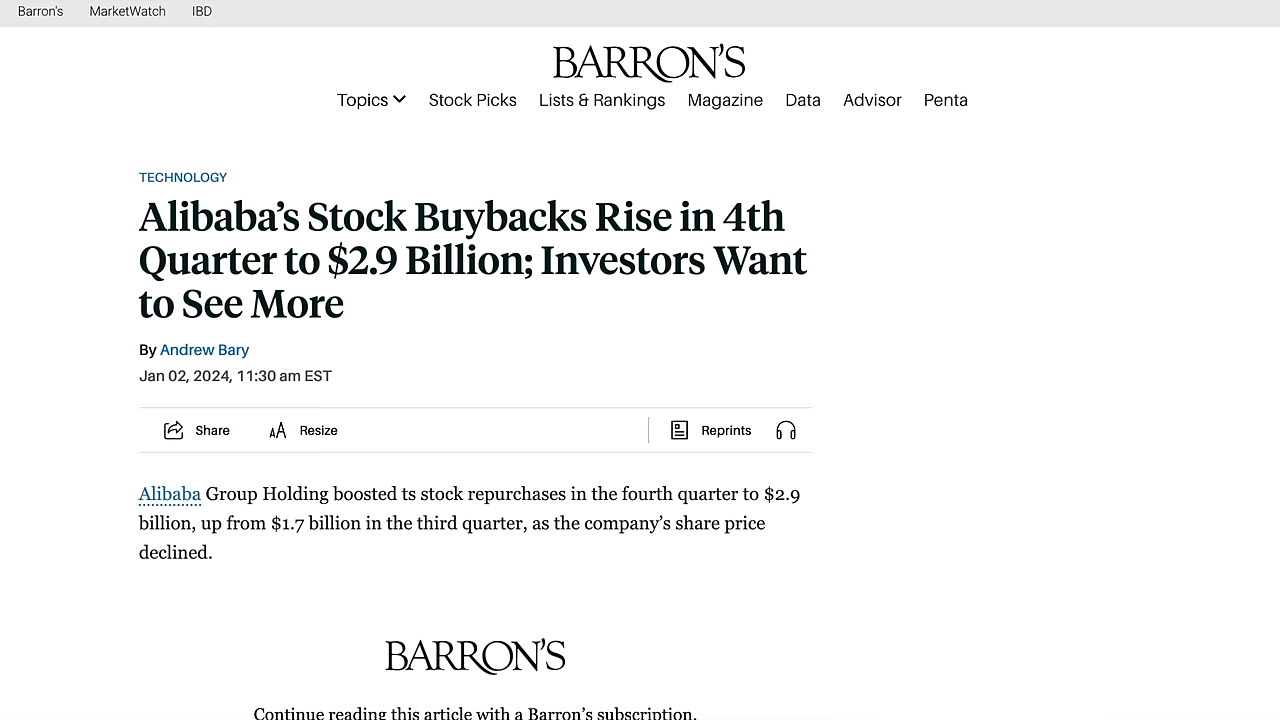 Barron's MarketWatch IBD
BARRON'S
Topics Stock Picks Lists & Rankings Magazine Data Advisor Penta
TECHNOLOGY
Alibaba’s Stock Buybacks Rise in 4th
Quarter to $2.9 Billion; Investors Want
to See More
By Andrew Bary
Jan 02, 2024, 11:30 am EST
Share AA Resize Reprints
Alibaba Group Holding boosted ts stock repurchases in the fourth quarter to $2.9
billion, up from $1.7 billion in the third quarter, as the company’s share price
declined.
BARRON'S
Continue reading this article with a Barron’s subscription.